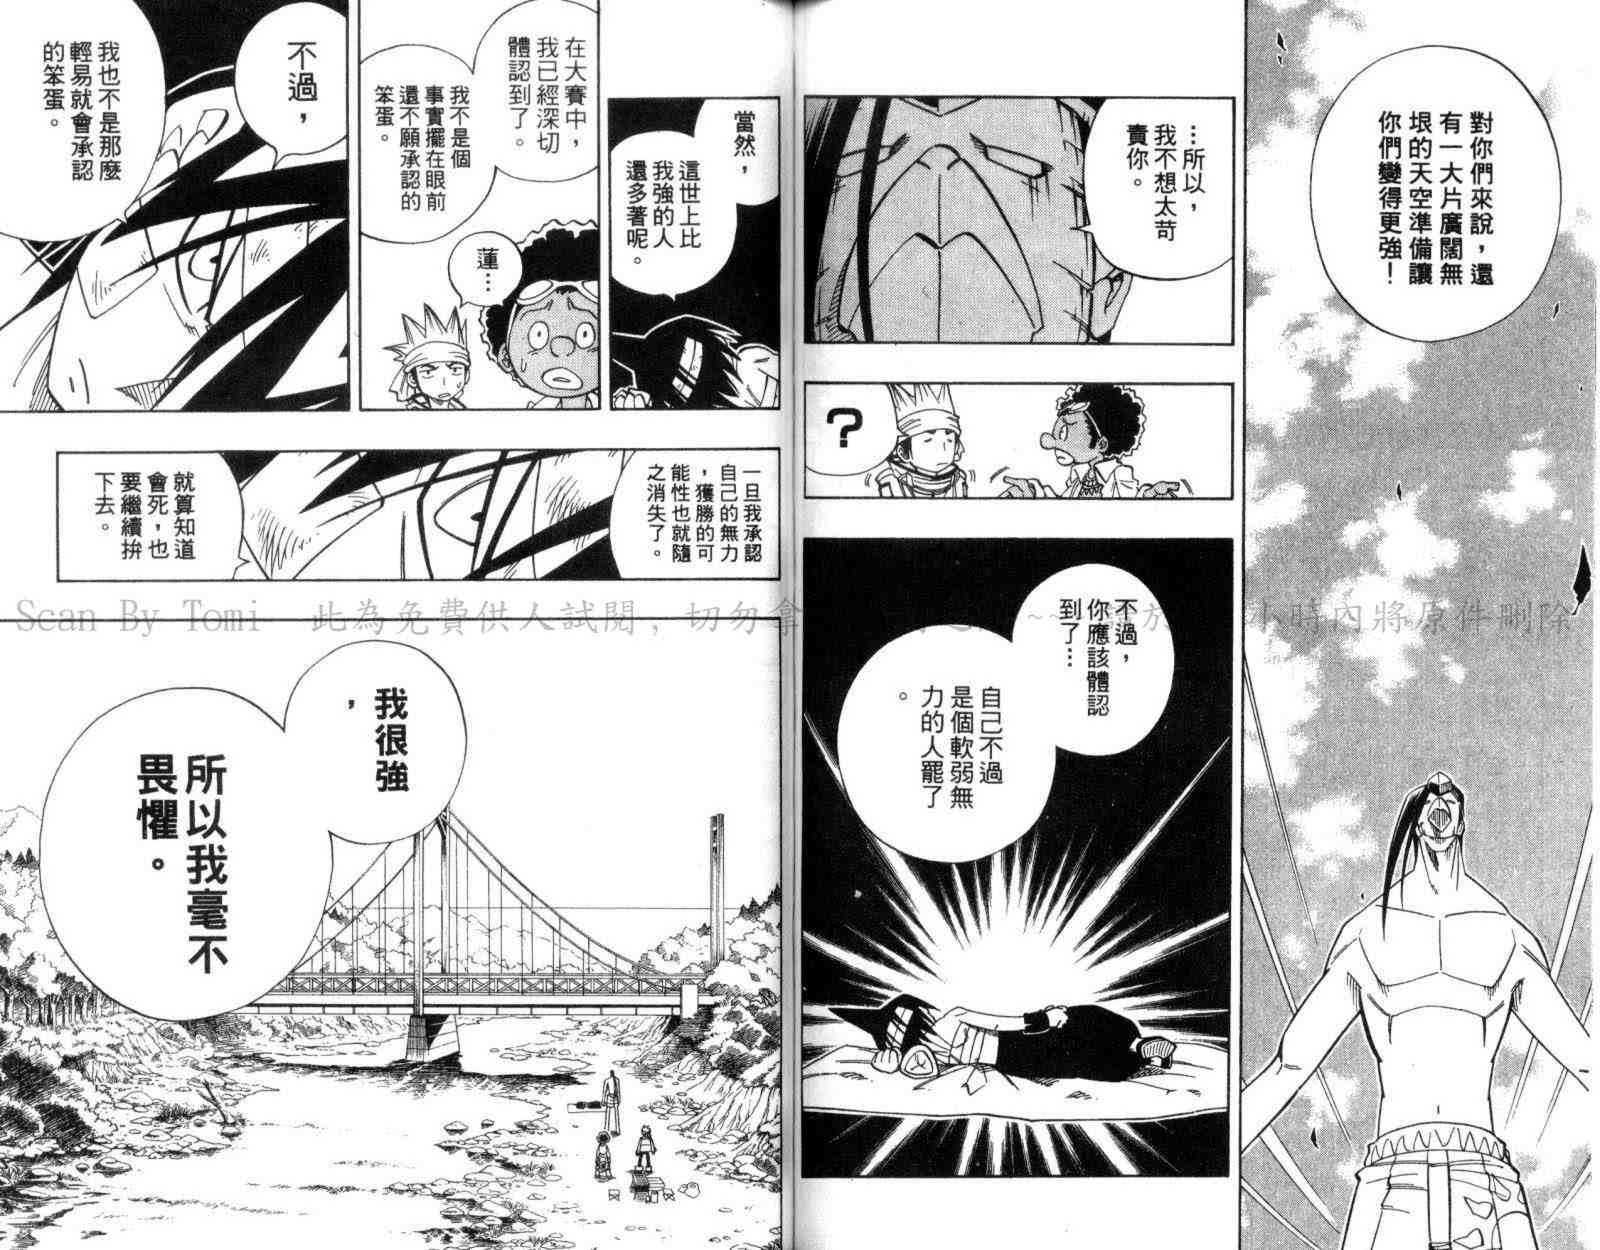 對你們來說，還
有一大片廣闊無
垠的天空準備讓
你們變得更強！
…所以，
我不想太苛
責你。
？
不過，
你應該體認
到了…
自己不過
是個軟弱無
力的人罷了
。
當然，
這世上比
我強的人
還多著呢。
在大賽中，
我已經深切
體認到了。
我不是個
事實擺在眼前
還不願承認的
笨蛋。
蓮…
不過，
我也不是那麼
輕易就會承認
的笨蛋。
一旦我承認
自己的無力
，獲勝的可
能性也就隨
之消失了。
就算知道
會死，也
要繼續拚
下去。
我很強
，
所以我毫不
畏懼。
Scan By Tomi 此為免費供人試閱，切勿拿
小時內將原件刪除